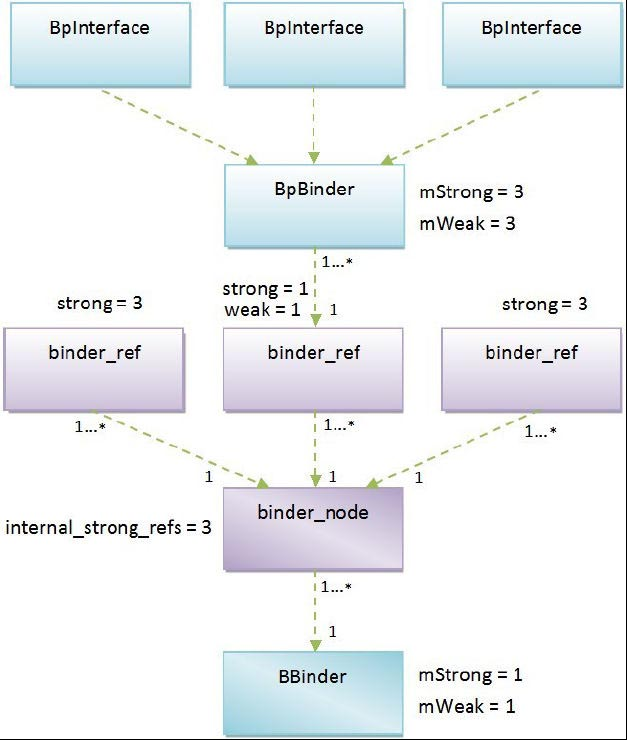 BpInterface
BpInterface
BpInterface
BpBinder
mStrong = 3
mWeak = 3
1...*
strong = 1
weak = 1
1
strong = 3
strong = 3
binder_ref
binder_ref
binder_ref
1...*
1...*
1...*
1
1
1
binder_node
internal_strong_refs = 3
1...*
1
BBinder
mStrong = 1
mWeak = 1